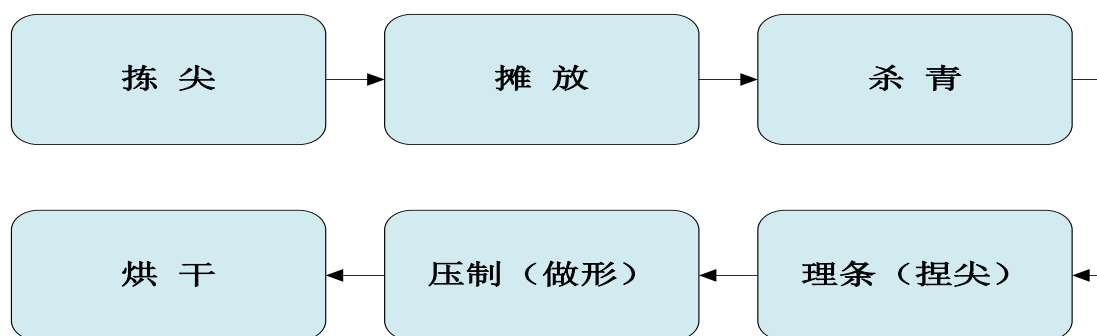 拣 尖
摊 放
杀 青
理条（捏尖）
压制（做形）
烘 干